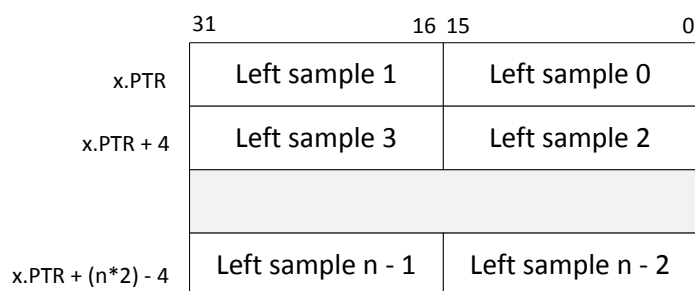 31 16 15 0
x.PTR Left sample 1 Left sample 0
x.PTR + 4 Left sample 3 Left sample 2
x.PTR + (n*2) - 4 Left sample n - 1 Left sample n - 2